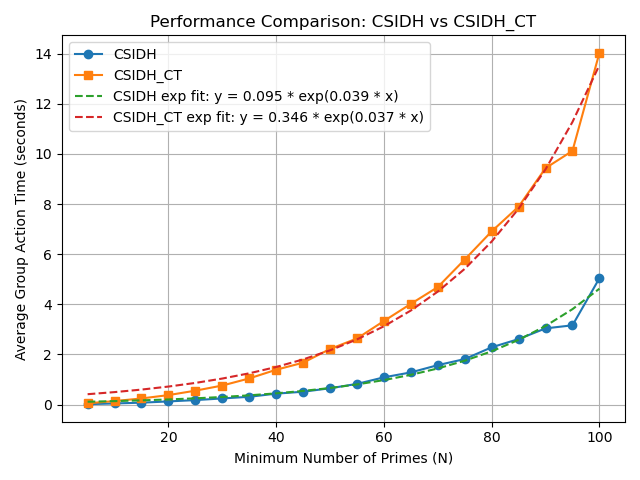 Performance Comparison: CSIDH vs CSIDH_CT
CSIDH
CSIDH_CT
CSIDH exp fit: y = 0.095 * exp(0.039 * x)
CSIDH_CT exp fit: y = 0.346 * exp(0.037 * x)
Average Group Action Time (seconds)
14
12
10
8
6
4
2
0
20
40
60
80
100
Minimum Number of Primes (N)